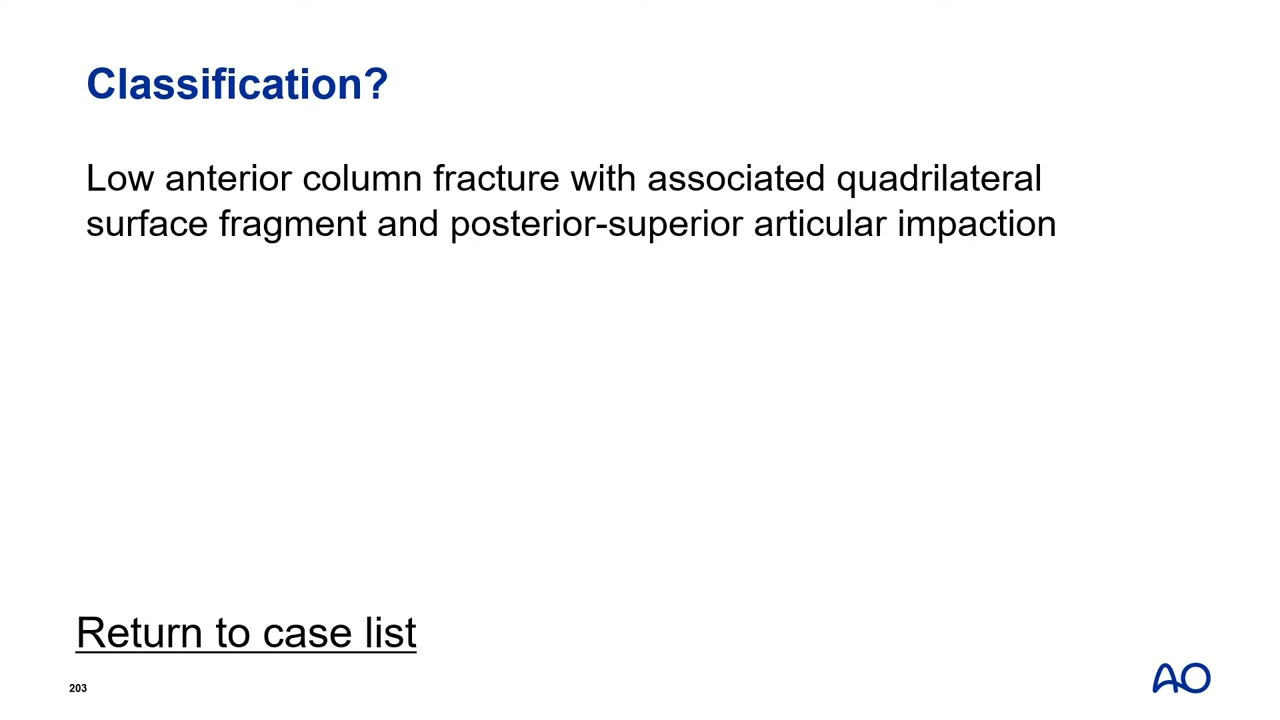 Classification?
Low anterior column fracture with associated quadrilateral
surface fragment and posterior-superior articular impaction
Return to case list
203
AO